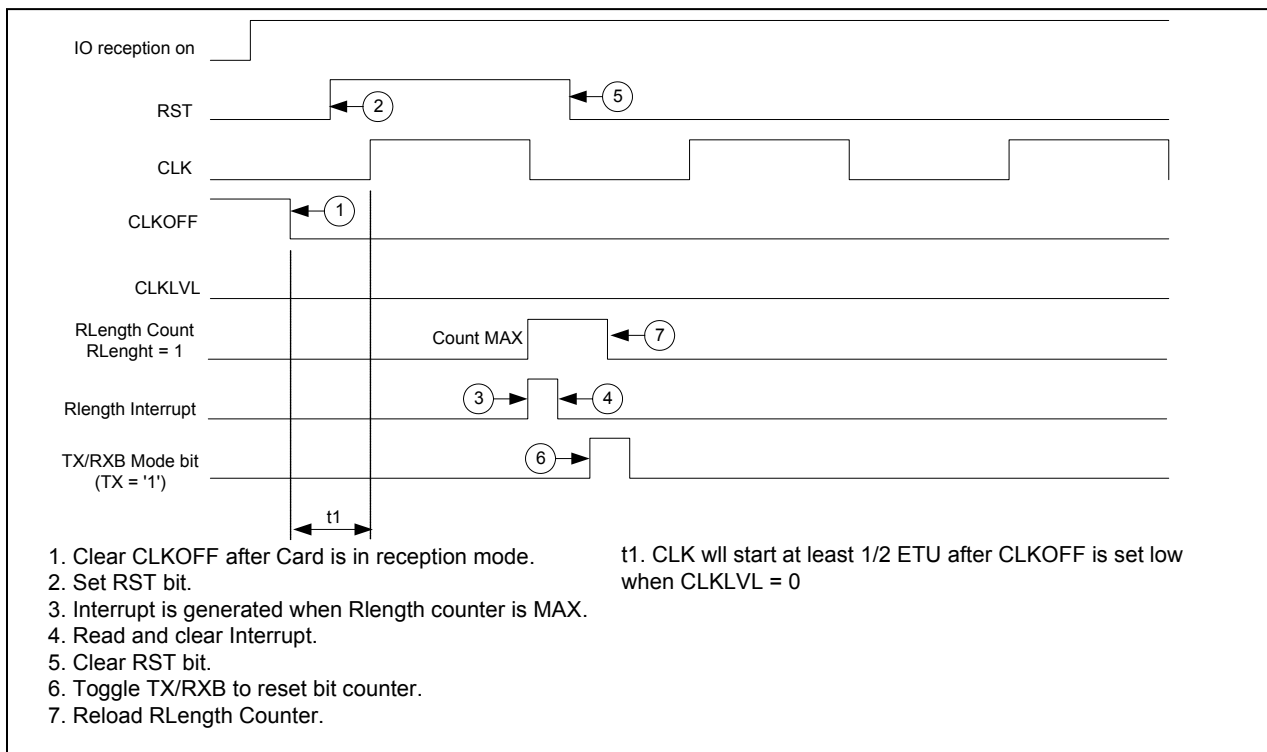 IO reception on
RST
2
5
CLK
CLKOFF
1
CLKLVL
RLength Count
RLenght = 1
Count MAX
7
Rlength Interrupt
3
4
TX/RXB Mode bit
(TX = '1')
6
t1
1. Clear CLKOFF after Card is in reception mode.
2. Set RST bit.
3. Interrupt is generated when Rlength counter is MAX.
4. Read and clear Interrupt.
5. Clear RST bit.
6. Toggle TX/RXB to reset bit counter.
7. Reload RLength Counter.
t1. CLK wll start at least 1/2 ETU after CLKOFF is set low
when CLKLVL = 0